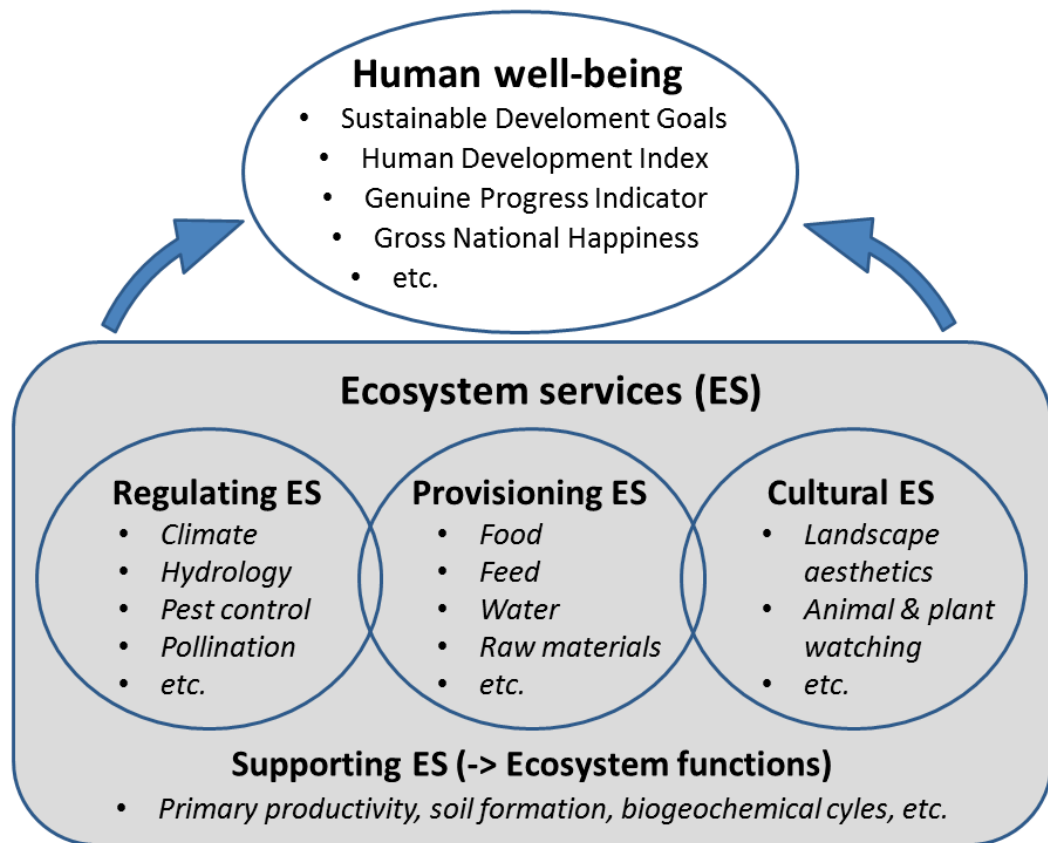 Human well-being
• Sustainable Develoment Goals
• Human Development Index
• Genuine Progress Indicator
• Gross National Happiness
• etc.
Ecosystem services (ES)
Regulating ES
• Climate
• Hydrology
• Pest control
• Pollination
• etc.
Provisioning ES
• Food
• Feed
• Water
• Raw materials
• etc.
Cultural ES
• Landscape
aesthetics
• Animal & plant
watching
• etc.
Supporting ES (-> Ecosystem functions)
• Primary productivity, soil formation, biogeochemical cyles, etc.